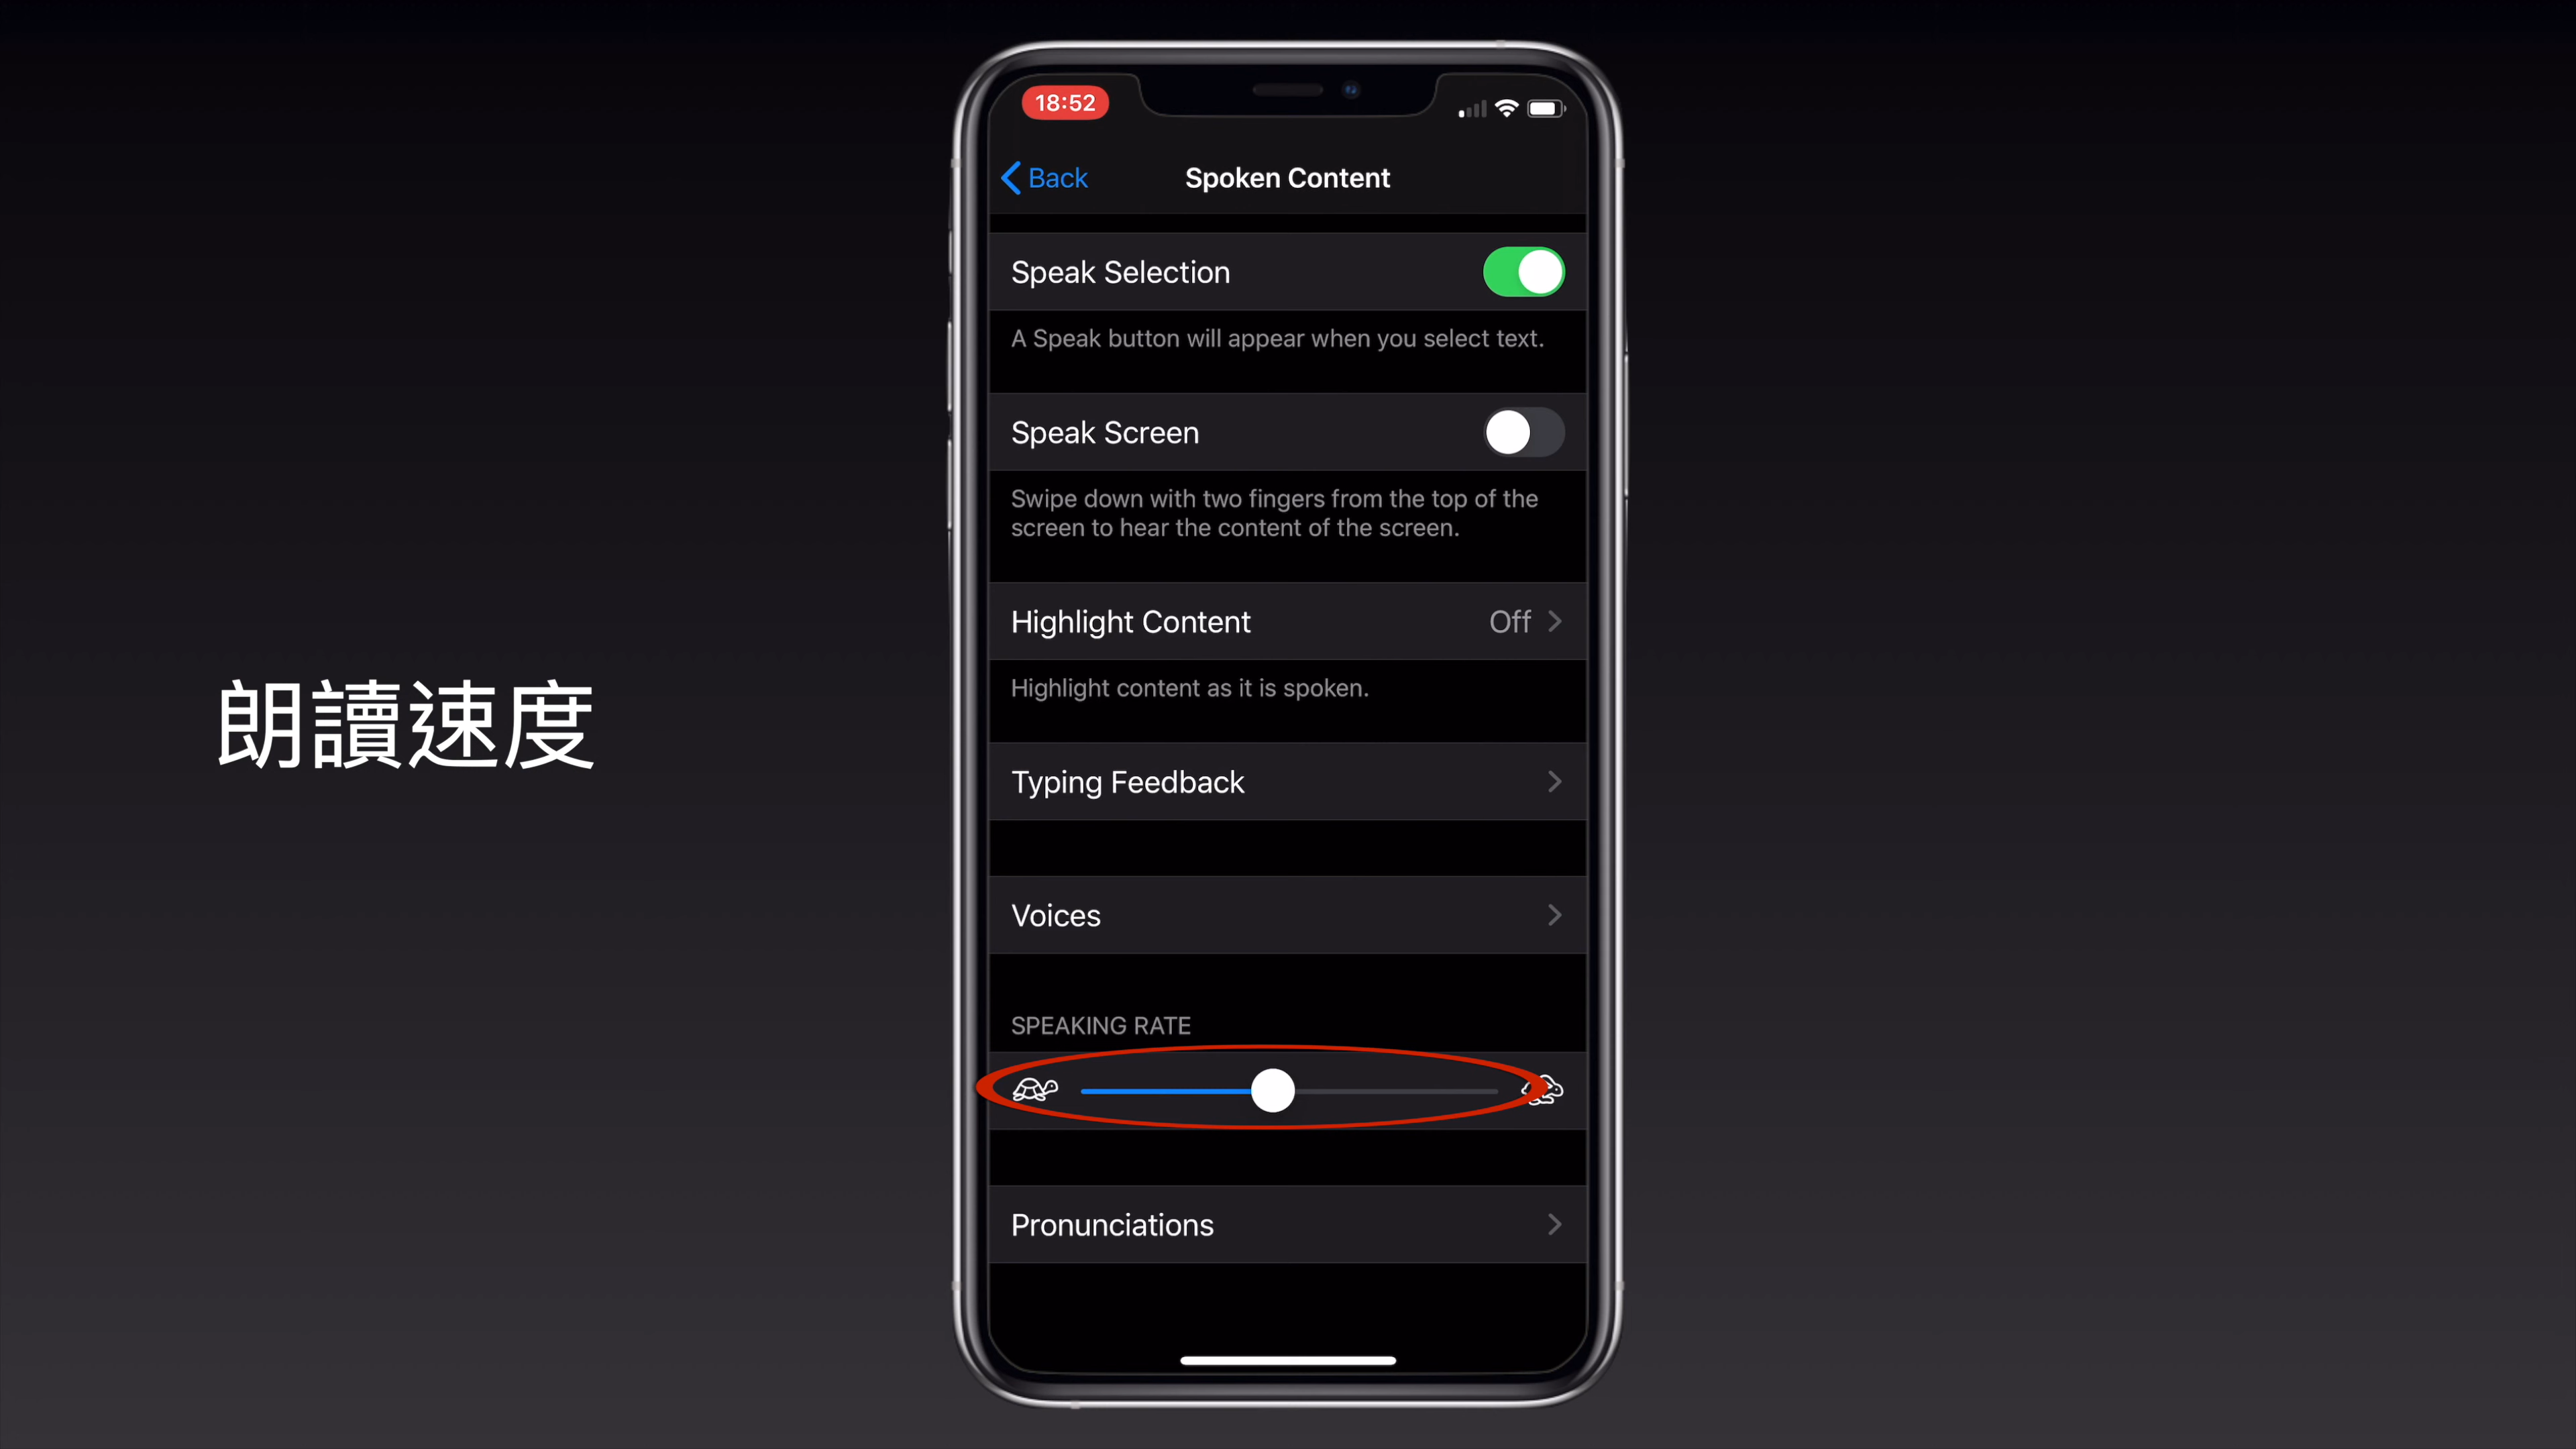 朗讀速度
18:52
Back
Spoken Content
Speak Selection
A Speak button will appear when you select text.
Speak Screen
Swipe down with two fingers from the top of the
screen to hear the content of the screen.
Highlight Content
Off
Highlight content as it is spoken.
Typing Feedback
Voices
SPEAKING RATE
Pronunciations